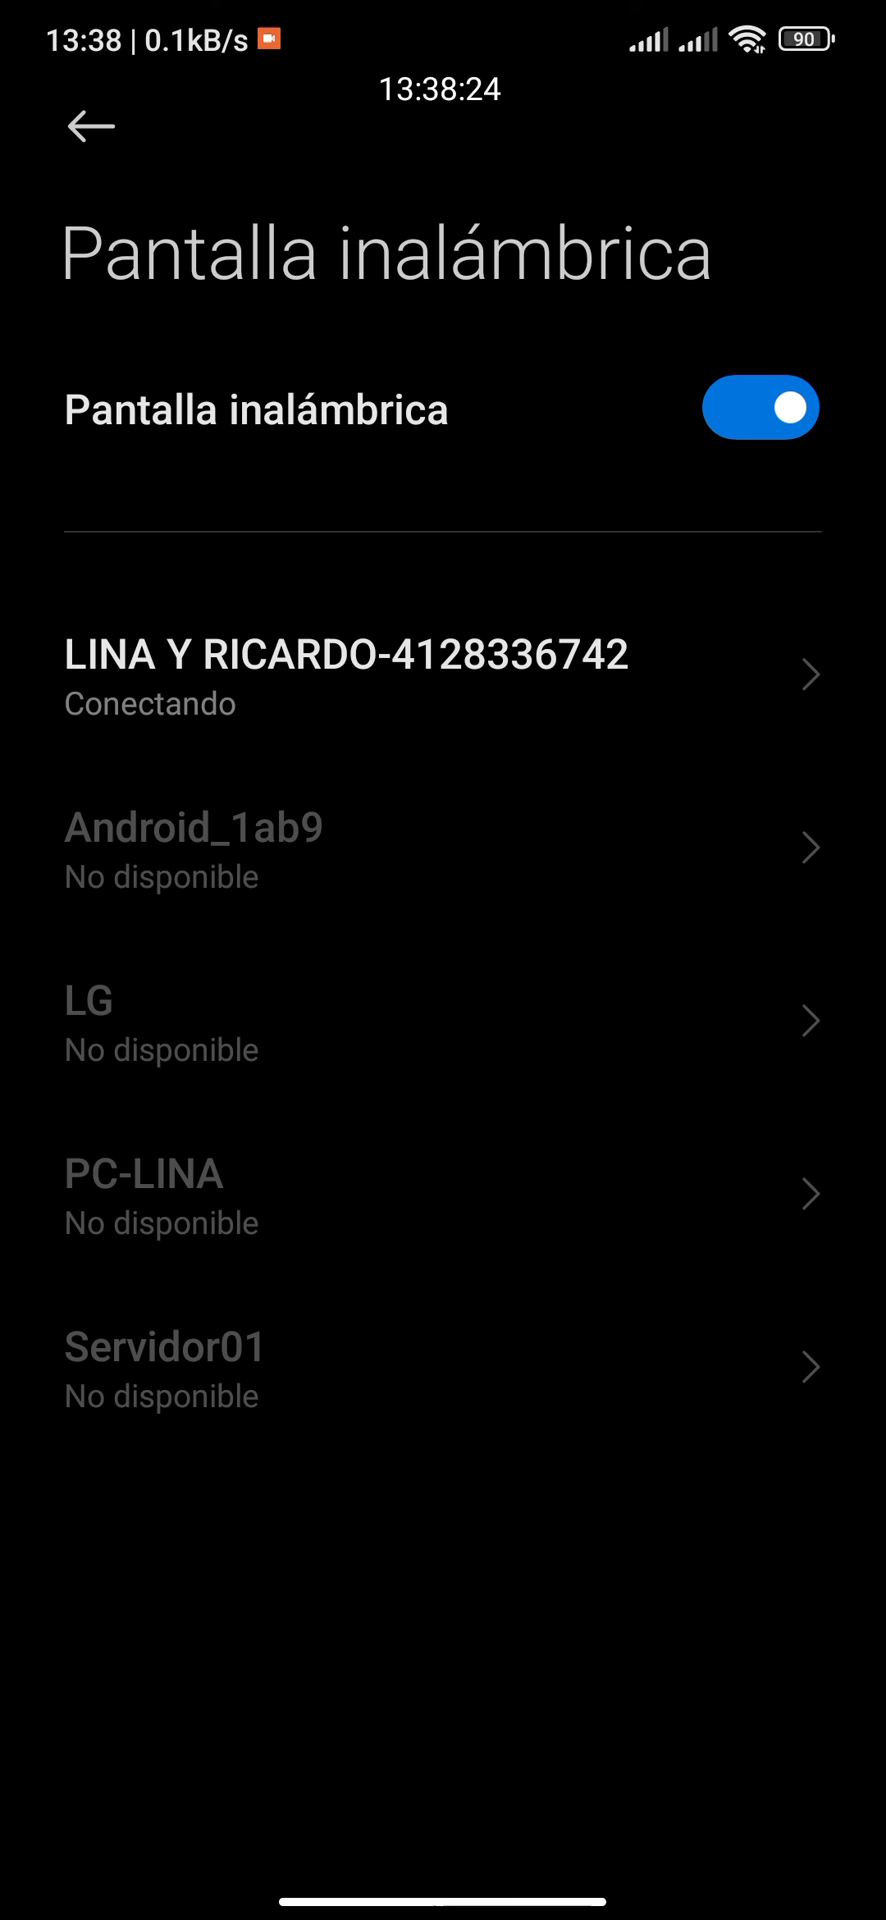 13:38 | 0.1kB/s
90
13:38:24
Pantalla inalámbrica
Pantalla inalámbrica
LINA Y RICARDO-4128336742
Conectando
Android_1ab9
No disponible
LG
No disponible
PC-LINA
No disponible
Servidor01
No disponible